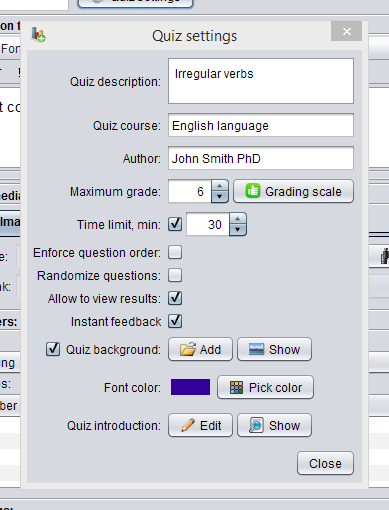 Quiz settings
Quiz description: Irregular verbs
Quiz course: English language
Author: John Smith PhD
Maximum grade: 6 Grading scale
Time limit, min: 30
Enforce question order:
Randomize questions:
Allow to view results:
Instant feedback
Quiz background: Add Show
Font color: Pick color
Quiz introduction: Edit Show
Close